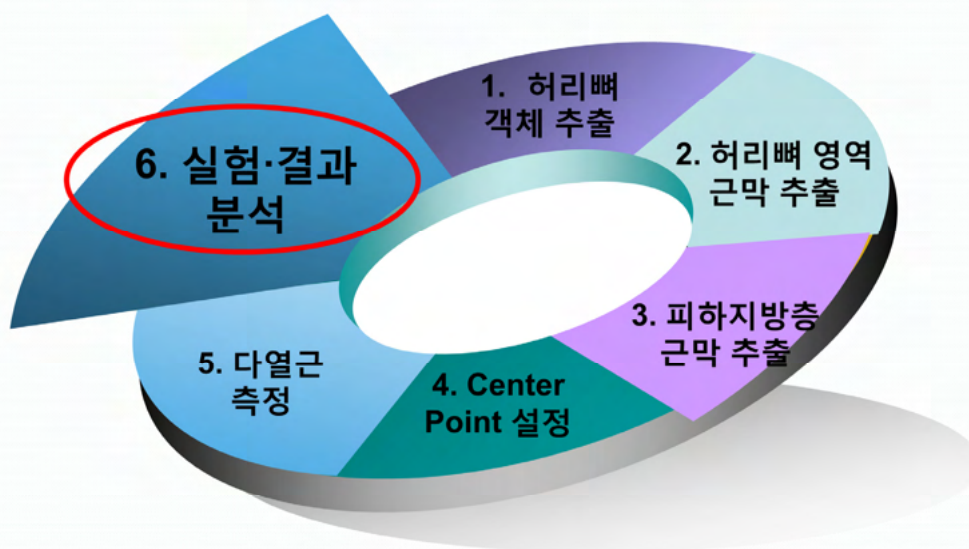 1. 허리뼈
객체 추출
2. 허리뼈 영역
근막 추출
3. 피하지방층
근막 추출
4. Center
Point 설정
5. 다열근
측정
6. 실험·결과
분석